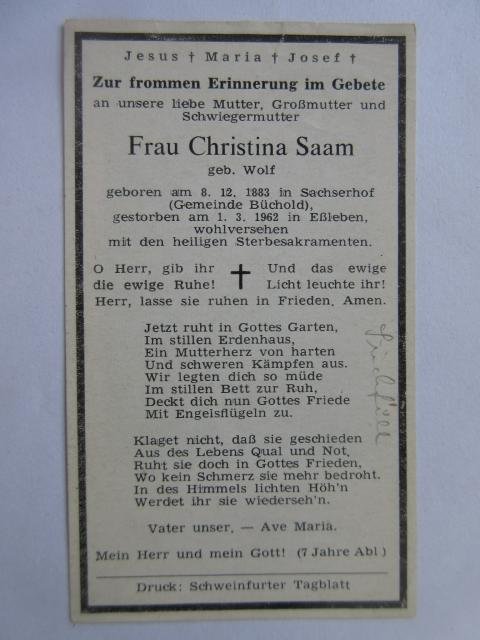 Jesus † Maria † Josef †
Zur frommen Erinnerung im Gebete
an unsere liebe Mutter, Großmutter und
Schwiegermutter
Frau Christina Saam
geb. Wolf
geboren am 8. 12. 1883 in Sachserhof
(Gemeinde Büchold),
gestorben am 1. 3. 1962 in Eßleben,
wohlversehen
mit den heiligen Sterbesakramenten.
O Herr, gib ihr Und das ewige
die ewige Ruhe! Licht leuchte ihr!
Herr, lasse sie ruhen in Frieden. Amen.
Jetzt ruht in Gottes Garten,
Im stillen Erdenhaus,
Ein Mutterherz von harten
Und schweren Kämpfen aus.
Wir legten dich so müde
Im stillen Bett zur Ruh,
Deckt dich nun Gottes Friede
Mit Engelsflügeln zu.
Klaget nicht, daß sie geschieden
Aus des Lebens Qual und Not,
Ruht sie doch in Gottes Frieden,
Wo kein Schmerz sie mehr bedroht.
In des Himmels lichten Höh'n
Werdet ihr sie wiederseh'n.
Vater unser. — Ave Maria.
Mein Herr und mein Gott! (7 Jahre Abl)
Druck: Schweinfurter Tagblatt